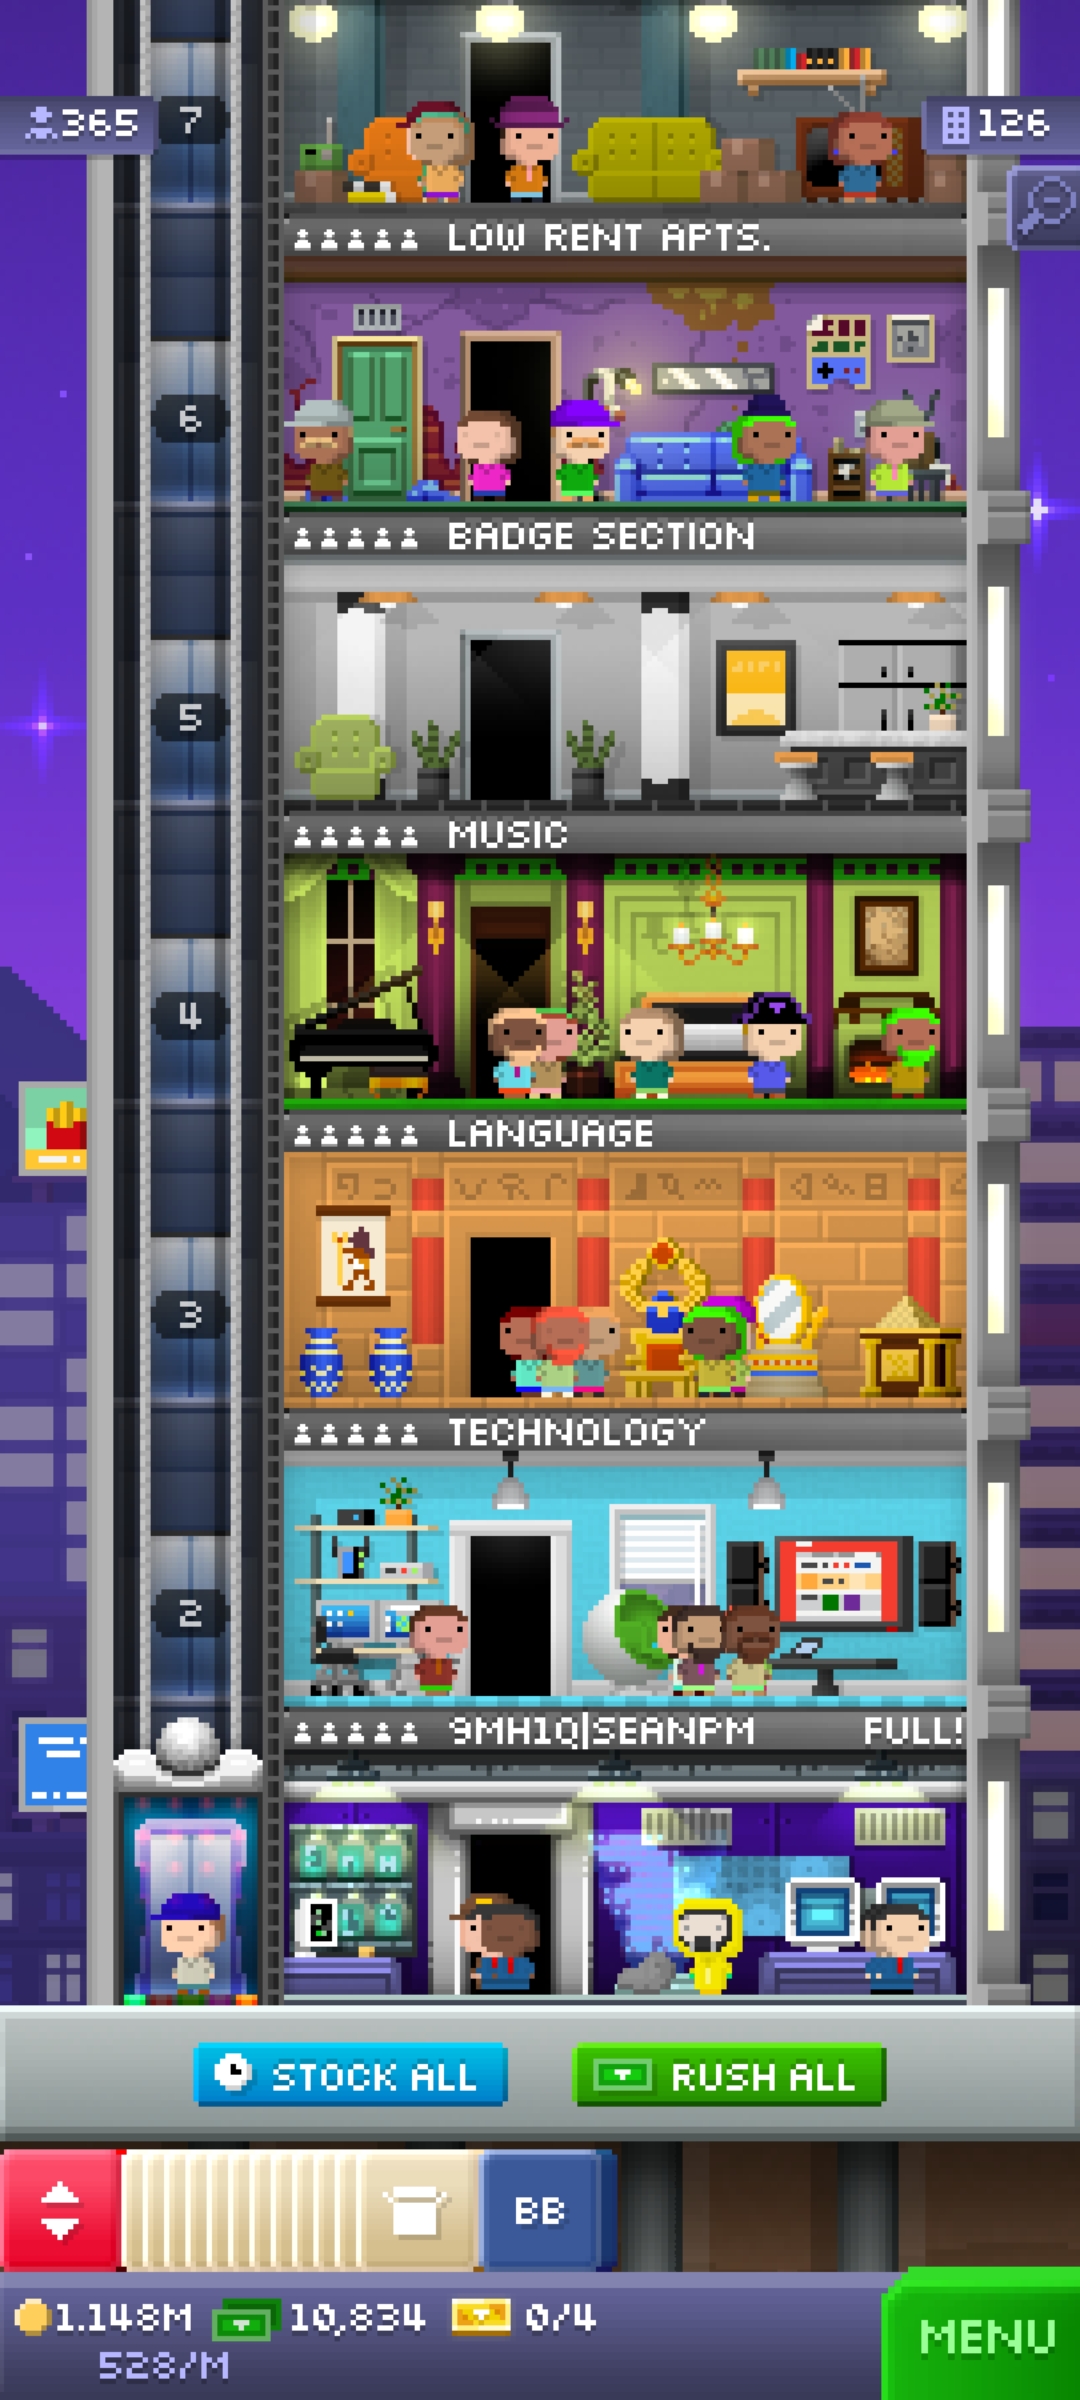 7
365
126
LOW RENT APTS.
6
BADGE SECTION
5
MUSIC
4
LANGUAGE
3
TECHNOLOGY
2
9MH1Q|SEANPM FULL!
STOCK ALL
RUSH ALL
BB
1.148M
10,834
0/4
528/M
MENU